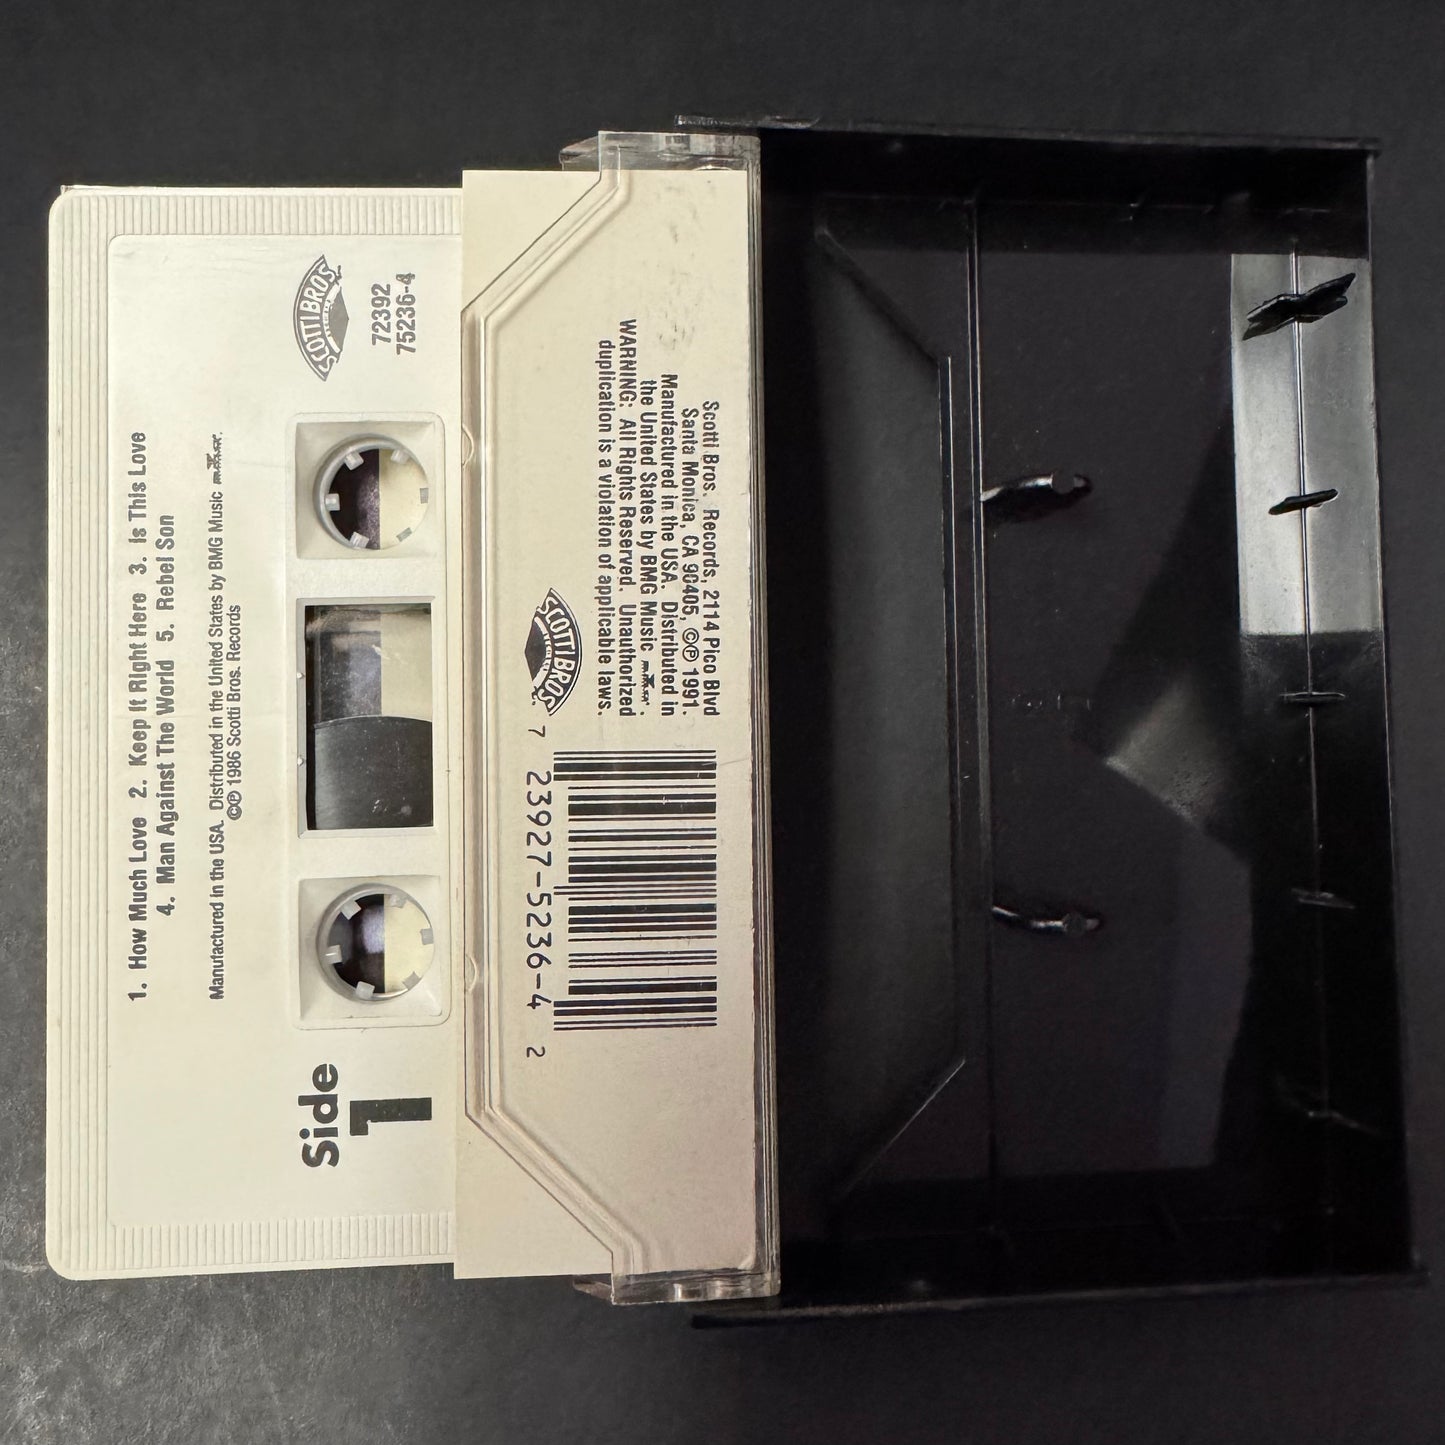 1. How Much Love 2. Keep It Right Here 3. Is This Love
4. Man Against The World 5. Rebel Son
Manufactured in the USA. Distributed in the United States by BMG Music
©℗ 1986 Scotti Bros. Records
SCOTTI BROS
72392
75236-4
Side
1
Scotti Bros. Records, 2114 Pico Blvd
Santa Monica, CA 90405, ©℗ 1991.
Manufactured in the USA. Distributed in
the United States by BMG Music
WARNING: All Rights Reserved. Unauthorized
duplication is a violation of applicable laws.
SCOTTI BROS
7 23927-5236-4 2